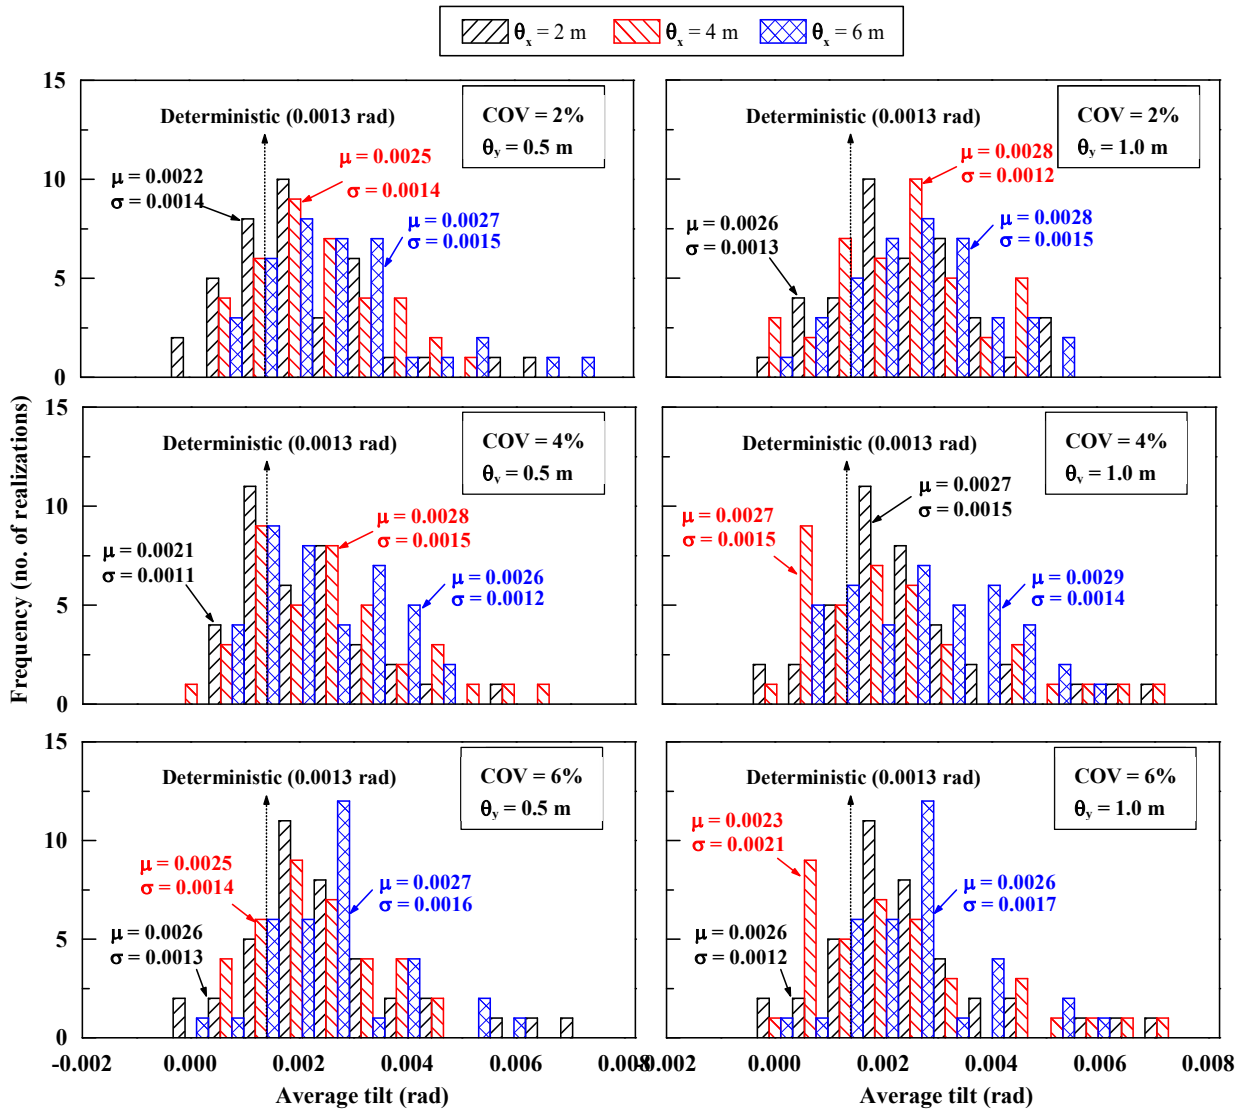 θx = 2 m θx = 4 m θx = 6 m
15
10
5
0
Deterministic (0.0013 rad)
COV = 2%
θy = 0.5 m
μ = 0.0022
σ = 0.0014
μ = 0.0025
σ = 0.0014
μ = 0.0027
σ = 0.0015
Deterministic (0.0013 rad)
COV = 2%
θy = 1.0 m
μ = 0.0026
σ = 0.0013
μ = 0.0028
σ = 0.0012
μ = 0.0028
σ = 0.0015
Frequency (no. of realizations)
15
10
5
0
Deterministic (0.0013 rad)
COV = 4%
θy = 0.5 m
μ = 0.0021
σ = 0.0011
μ = 0.0028
σ = 0.0015
μ = 0.0026
σ = 0.0012
Deterministic (0.0013 rad)
COV = 4%
θy = 1.0 m
μ = 0.0027
σ = 0.0015
μ = 0.0027
σ = 0.0015
μ = 0.0029
σ = 0.0014
15
10
5
0
Deterministic (0.0013 rad)
COV = 6%
θy = 0.5 m
μ = 0.0025
σ = 0.0014
μ = 0.0026
σ = 0.0013
μ = 0.0027
σ = 0.0016
Deterministic (0.0013 rad)
COV = 6%
θy = 1.0 m
μ = 0.0023
σ = 0.0021
μ = 0.0026
σ = 0.0012
μ = 0.0026
σ = 0.0017
-0.002 0.000 0.002 0.004 0.006 0.008
-0.002 0.000 0.002 0.004 0.006 0.008
Average tilt (rad)
Average tilt (rad)